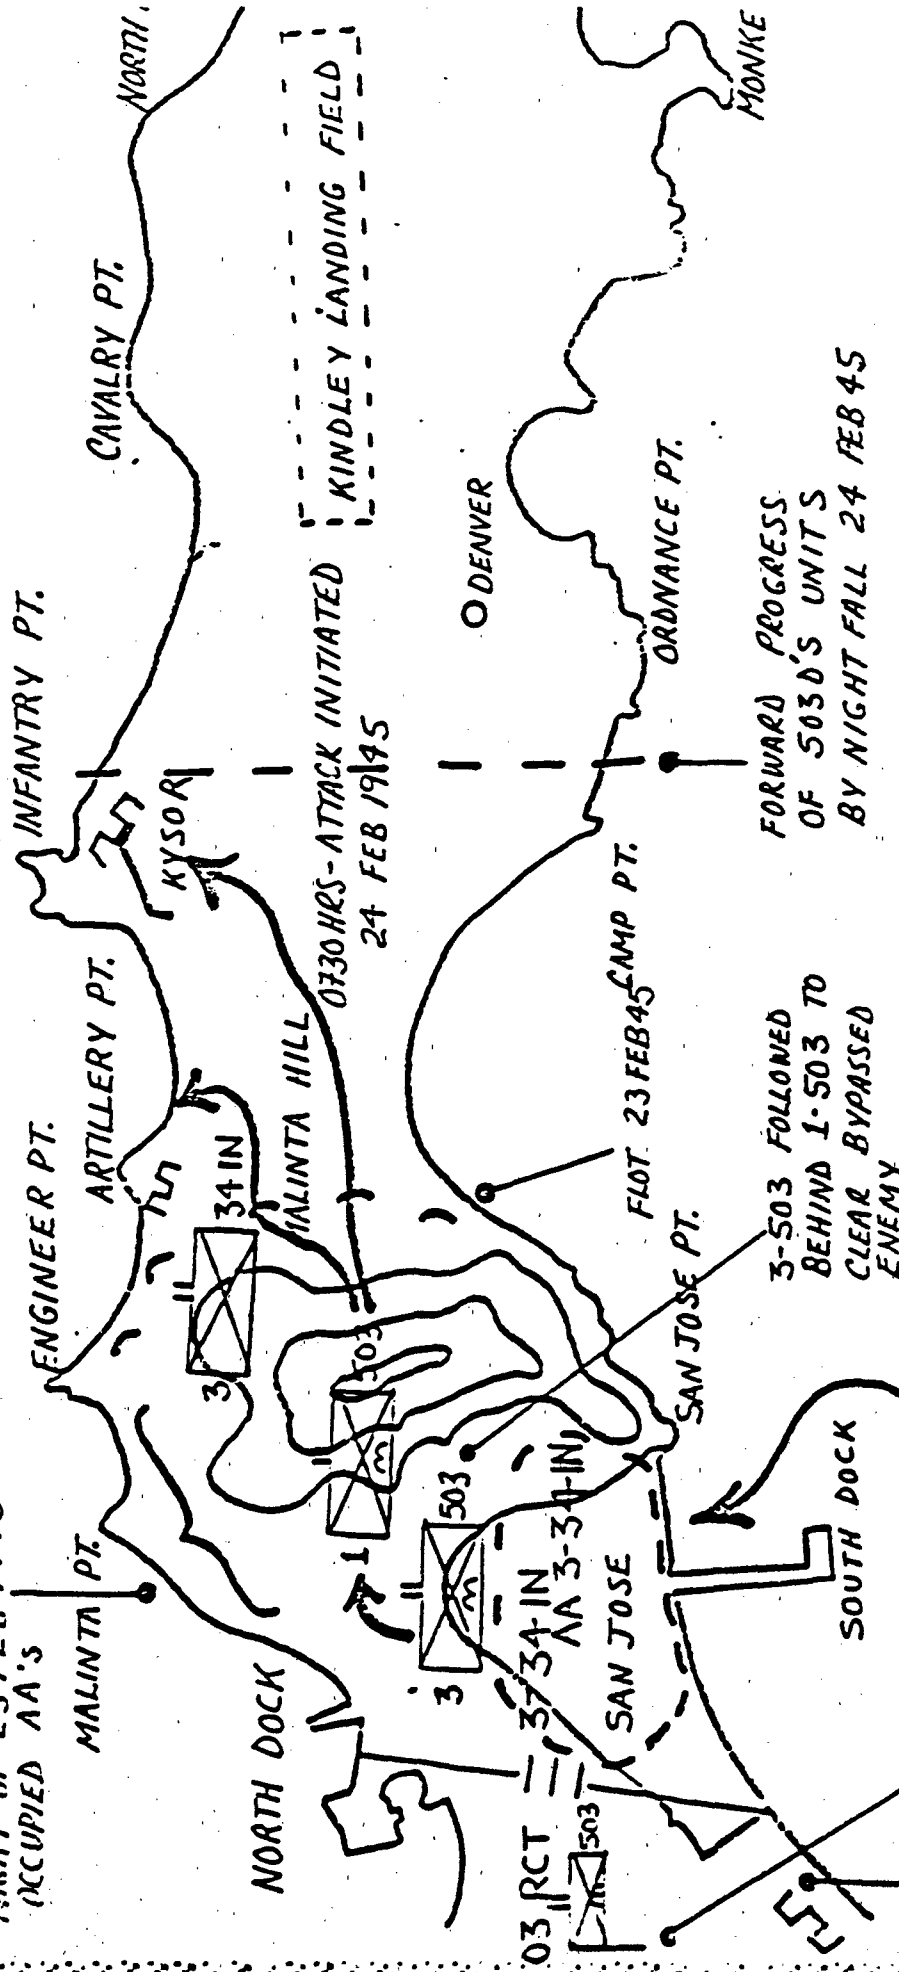 OCCUPIED AA'S
MALINTA PT.
ENGINEER PT.
ARTILLERY PT.
INFANTRY PT.
CAVALRY PT.
NORTH
NORTH DOCK
3
34 IN
MALINTA HILL
KYSOR
0730 HRS - ATTACK INITIATED
24 FEB 1945
KINDLEY LANDING FIELD
DENVER
1
503
3
503
3/34-IN
AA 3-34-IN
SAN JOSE
03 RCT
503
SOUTH DOCK
SAN JOSE PT.
FLOT 23 FEB 45
CAMP PT.
ORDNANCE PT.
MONKE
3-503 FOLLOWED
BEHIND 1-503 TO
CLEAR BYPASSED
ENEMY
FORWARD PROGRESS
OF 503D'S UNITS
BY NIGHT FALL 24 FEB 45